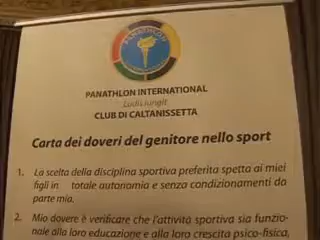 PANATHLON
PANATHLON INTERNATIONAL
Ludis Jungit
CLUB DI CALTANISSETTA
Carta dei doveri del genitore nello sport
1. La scelta della disciplina sportiva preferita spetta ai miei
figli in totale autonomia e senza condizionamenti da
parte mia.
2. Mio dovere è verificare che l'attività sportiva sia funzio-
nale alla loro educazione e alla loro crescita psico-fisica,